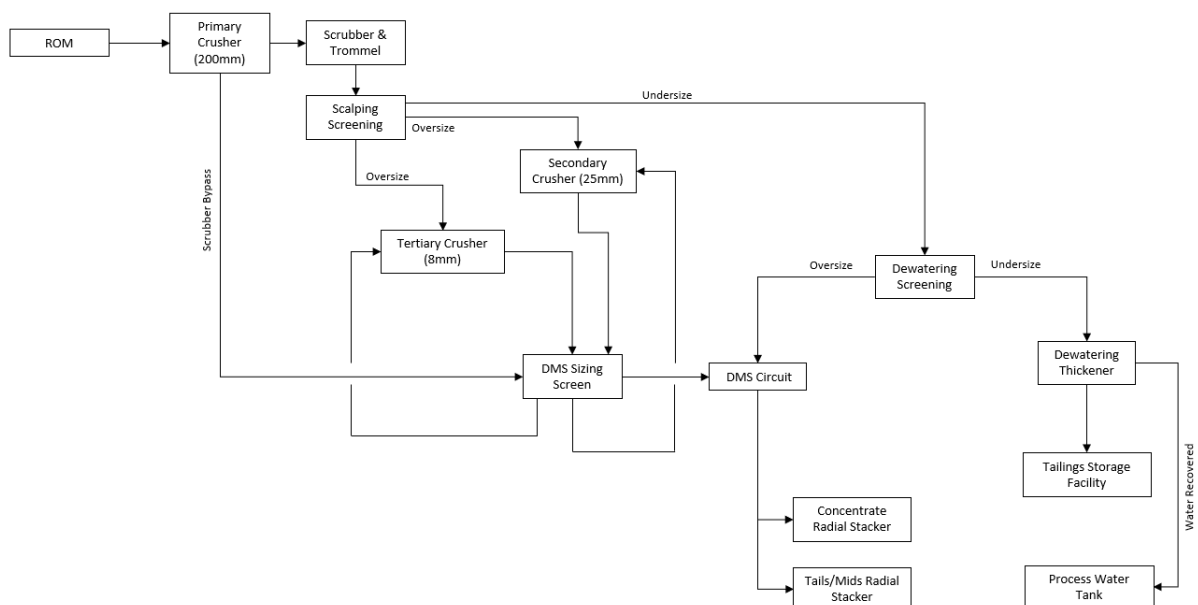 ROM
Primary
Crusher
(200mm)
Scrubber &
Trommel
Scalping
Screening
Undersize
Oversize
Oversize
Secondary
Crusher (25mm)
Scrubber Bypass
Tertiary Crusher
(8mm)
Oversize
Dewatering
Screening
Undersize
DMS Sizing
Screen
DMS Circuit
Dewatering
Thickener
Tailings Storage
Facility
Water Recovered
Concentrate
Radial Stacker
Tails/Mids Radial
Stacker
Process Water
Tank